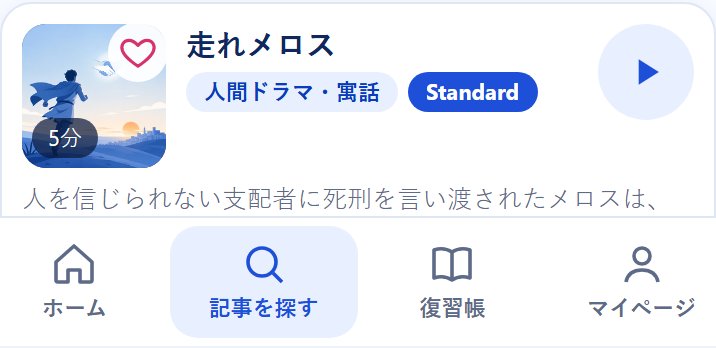 走れメロス
人間ドラマ・寓話 Standard
5分
人を信じられない支配者に死刑を言い渡されたメロスは、
ホーム 記事を探す 復習帳 マイページ